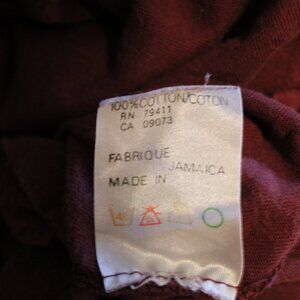 100% COTTON/COTON
RN 79411
CA 09073
FABRIQUE
JAMAICA
MADE IN